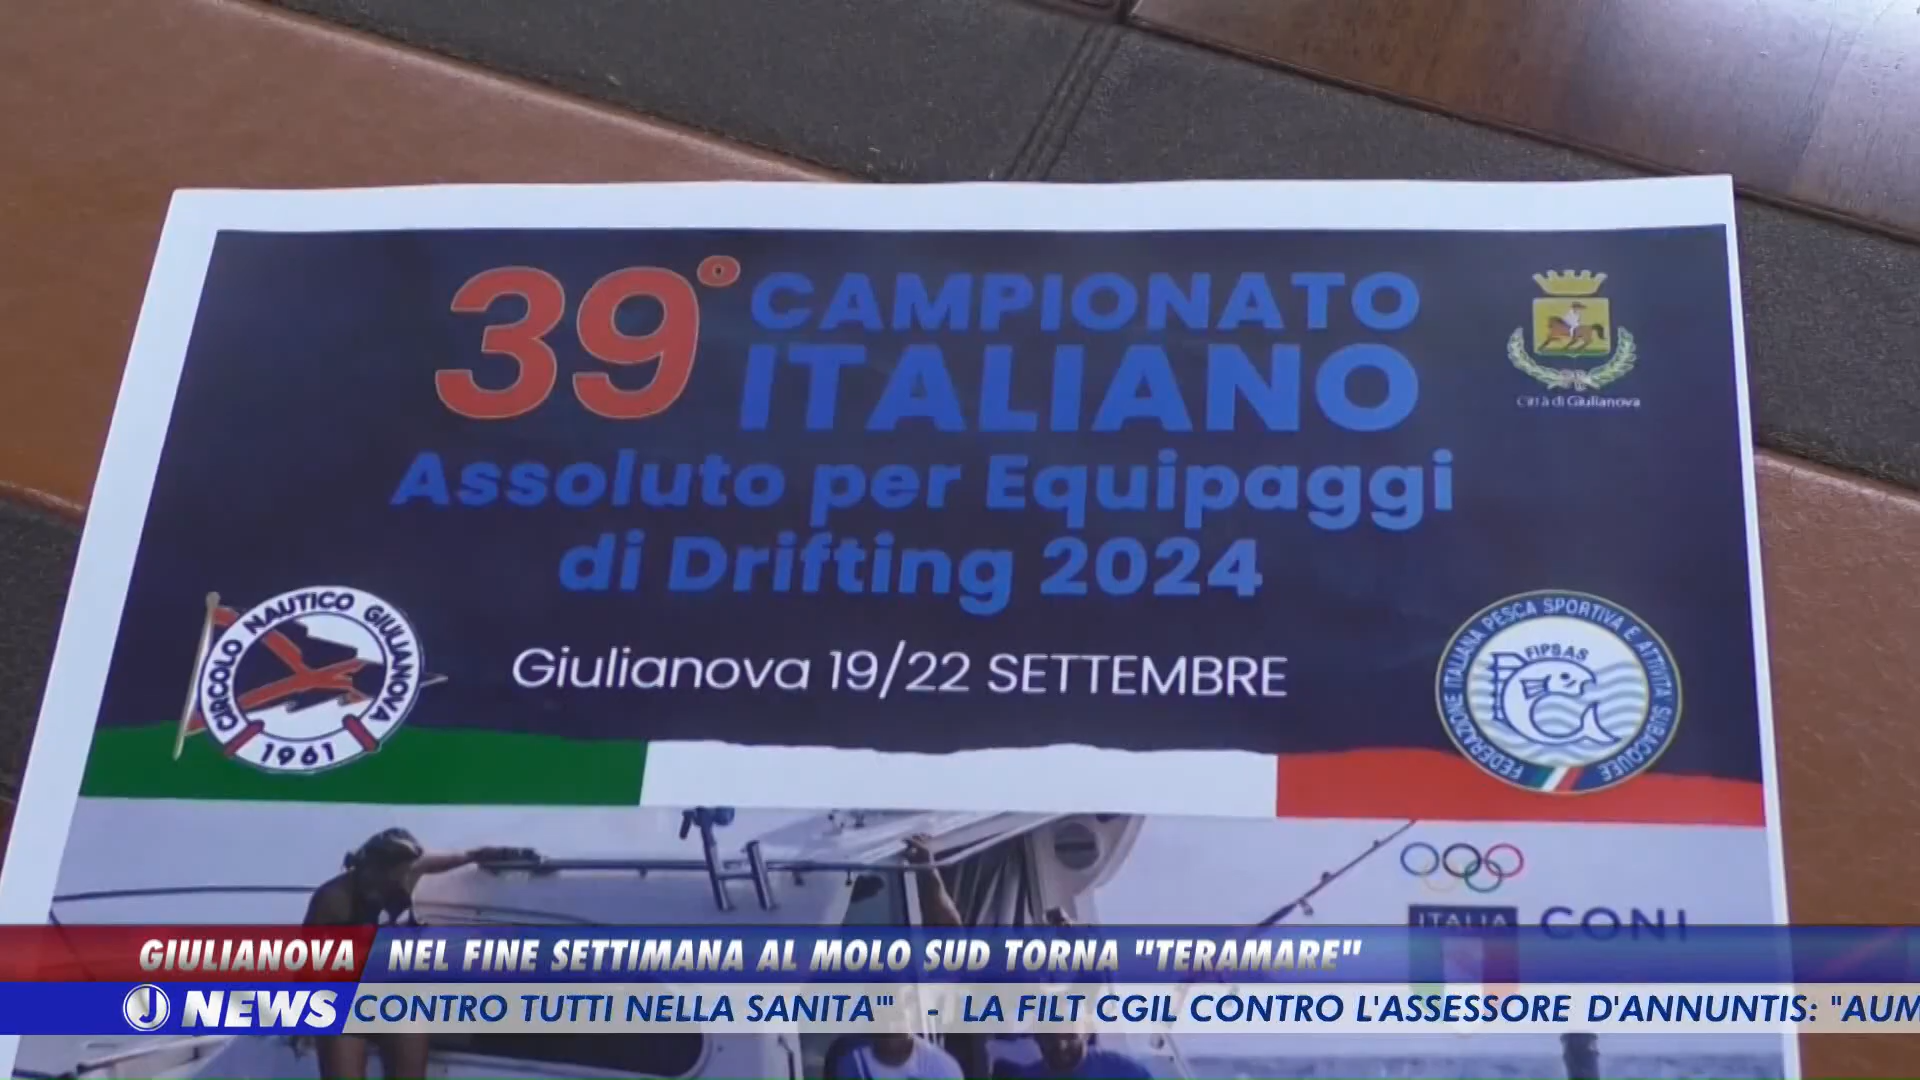 39° CAMPIONATO
ITALIANO
Assoluto per Equipaggi
di Drifting 2024
Giulianova 19/22 SETTEMBRE
Città di Giulianova
CIRCOLO NAUTICO GIULIANOVA
1961
FEDERAZIONE ITALIANA PESCA SPORTIVA E ATTIVITÀ SUBACQUEE
FIPSAS
ITALIA
CONI
GIULIANOVA NEL FINE SETTIMANA AL MOLO SUD TORNA "TERAMARE"
J NEWS CONTRO TUTTI NELLA SANITA'" - LA FILT CGIL CONTRO L'ASSESSORE D'ANNUNTIS: "AUM